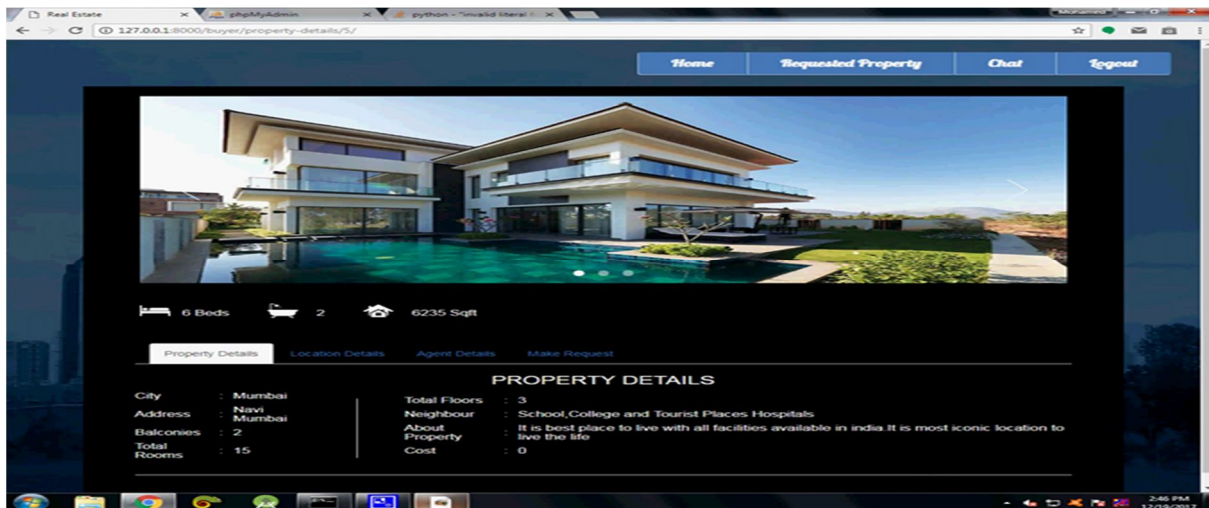 Real Estate
phpMyAdmin
python - "invalid literal f
Mohamed
127.0.0.1:8000/buyer/property-details/5/
Home Requested Property Chat Logout
6 Beds 2 6235 Sqft
Property Details Location Details Agent Details Make Request
PROPERTY DETAILS
City : Mumbai
Address : Navi
Mumbai
Balconies : 2
Total
Rooms : 15
Total Floors : 3
Neighbour : School,College and Tourist Places Hospitals
About
Property : It is best place to live with all facilities available in india.It is most iconic location to
live the life
Cost : 0
2:46 PM
12/19/2017